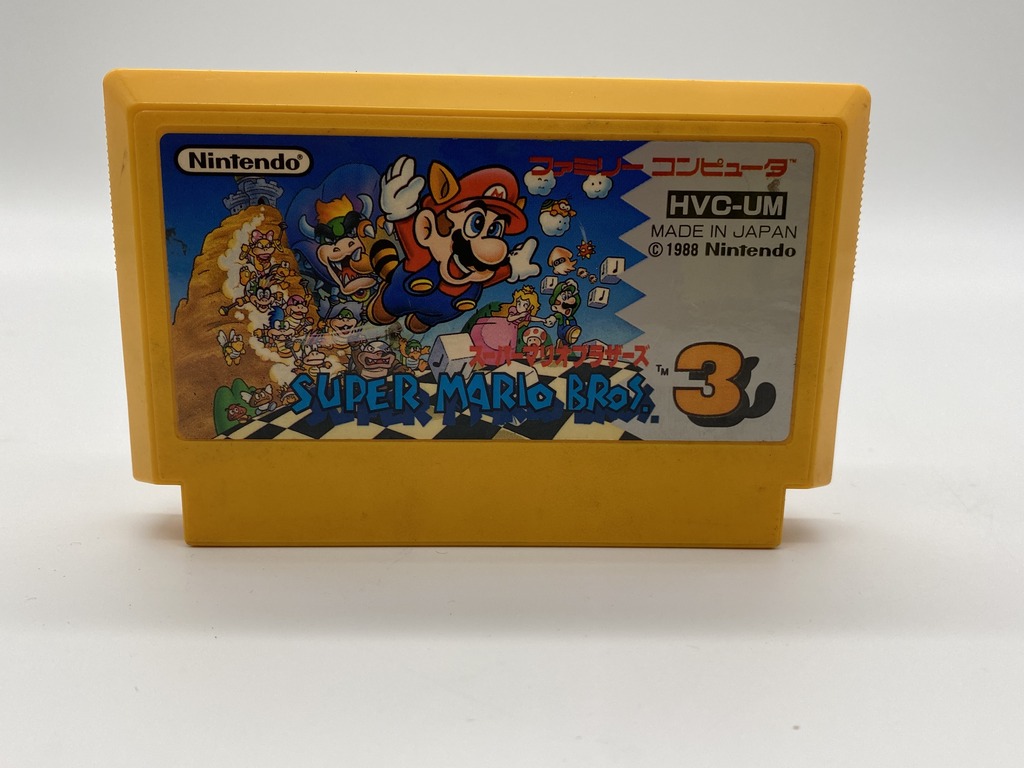 Nintendo®
ファミリー コンピュータ™
HVC-UM
MADE IN JAPAN
© 1988 Nintendo
スーパーマリオブラザーズ
SUPER MARIO BROS.™ 3